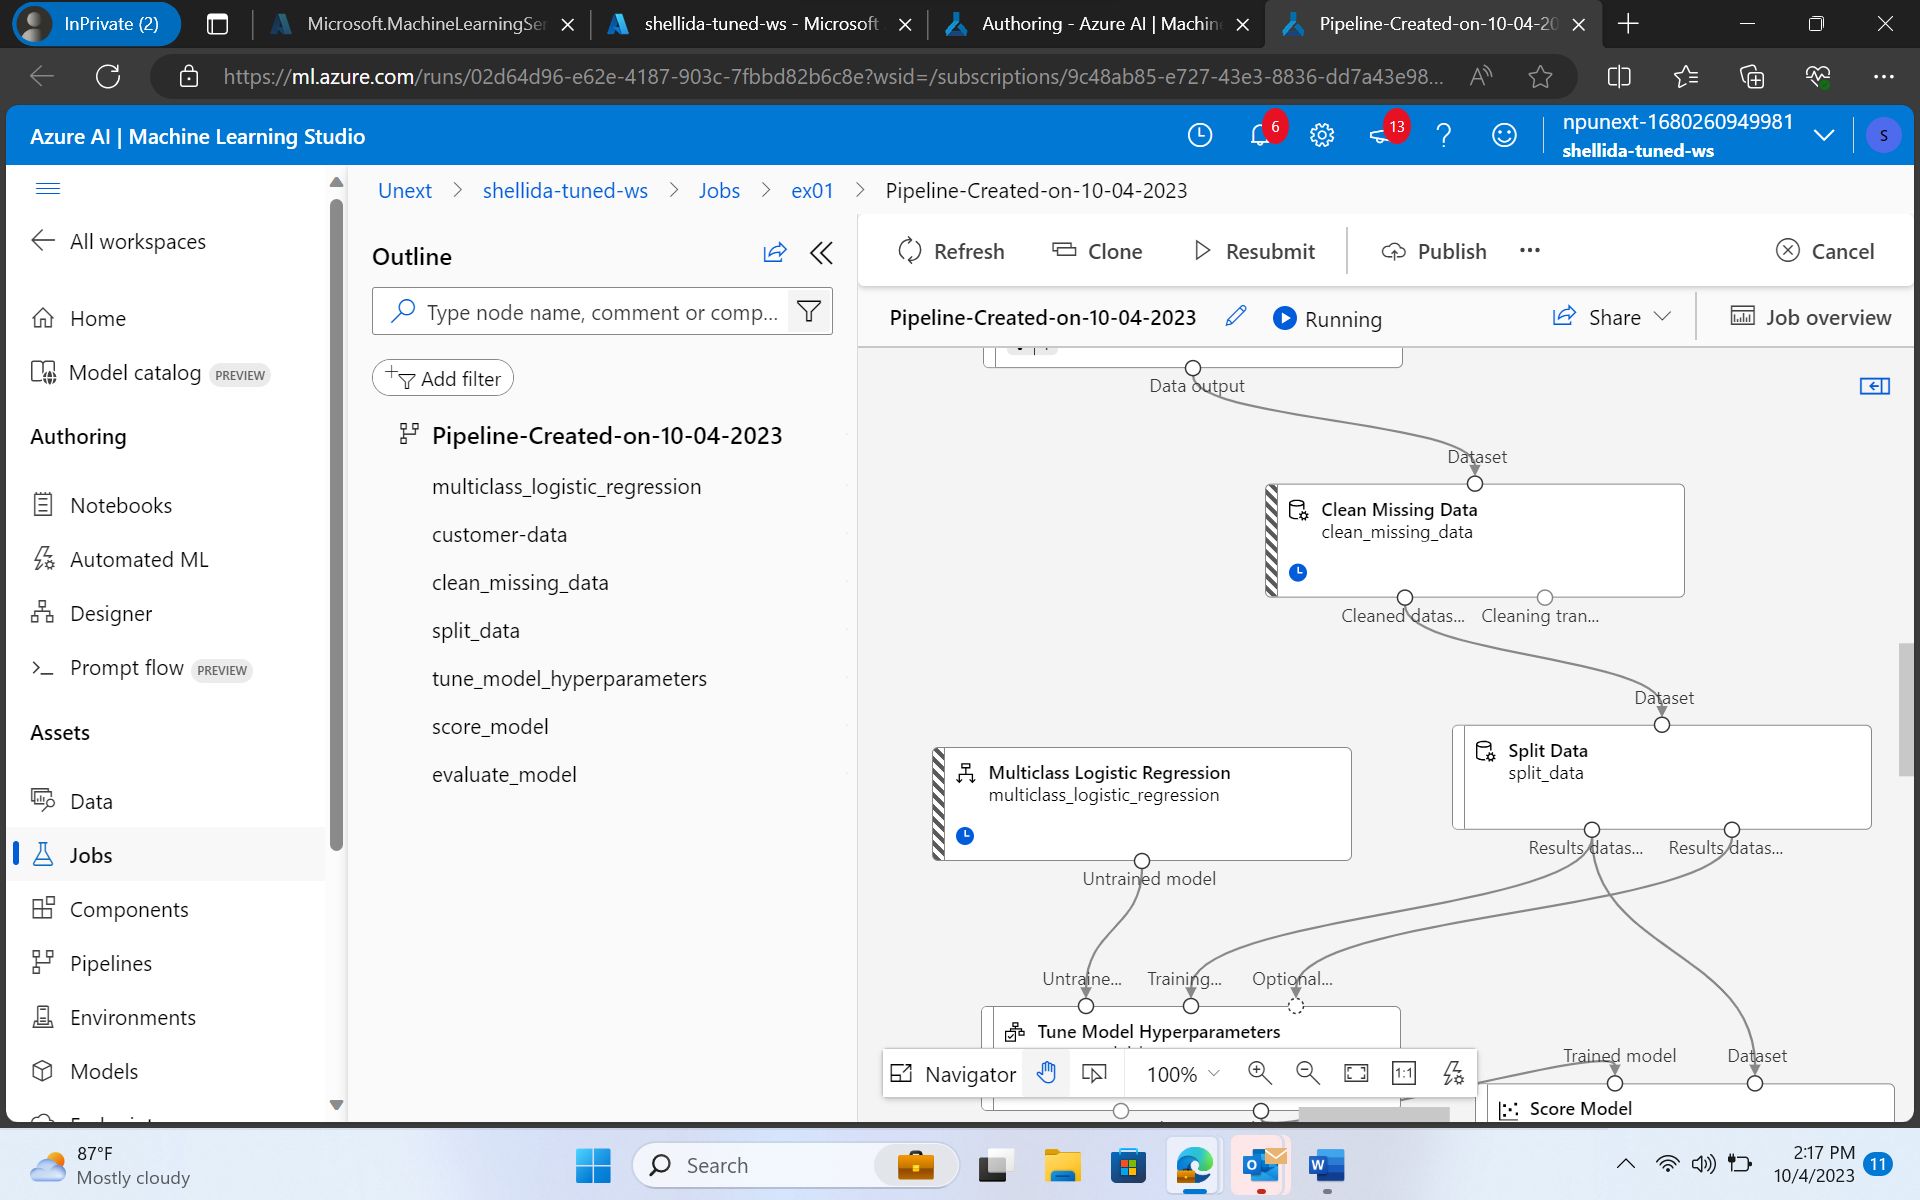 InPrivate (2)
Microsoft.MachineLearningSer
shellida-tuned-ws - Microsoft
Authoring - Azure AI | Machin
Pipeline-Created-on-10-04-20
https://ml.azure.com/runs/02d64d96-e62e-4187-903c-7fbbd82b6c8e?wsid=/subscriptions/9c48ab85-e727-43e3-8836-dd7a43e98...
Azure AI | Machine Learning Studio
6
13
npunext-1680260949981
shellida-tuned-ws
S
Unext > shellida-tuned-ws > Jobs > ex01 > Pipeline-Created-on-10-04-2023
All workspaces
Home
Model catalog PREVIEW
Authoring
Notebooks
Automated ML
Designer
Prompt flow PREVIEW
Assets
Data
Jobs
Components
Pipelines
Environments
Models
Outline
Type node name, comment or comp...
Add filter
Pipeline-Created-on-10-04-2023
multiclass_logistic_regression
customer-data
clean_missing_data
split_data
tune_model_hyperparameters
score_model
evaluate_model
Refresh
Clone
Resubmit
Publish
Cancel
Pipeline-Created-on-10-04-2023
Running
Share
Job overview
Data output
Dataset
Clean Missing Data
clean_missing_data
Cleaned datas...
Cleaning tran...
Dataset
Split Data
split_data
Results datas...
Results datas...
Multiclass Logistic Regression
multiclass_logistic_regression
Untrained model
Untraine...
Training...
Optional...
Tune Model Hyperparameters
Navigator
100%
1:1
Trained model
Dataset
Score Model
87°F
Mostly cloudy
Search
2:17 PM
10/4/2023
11